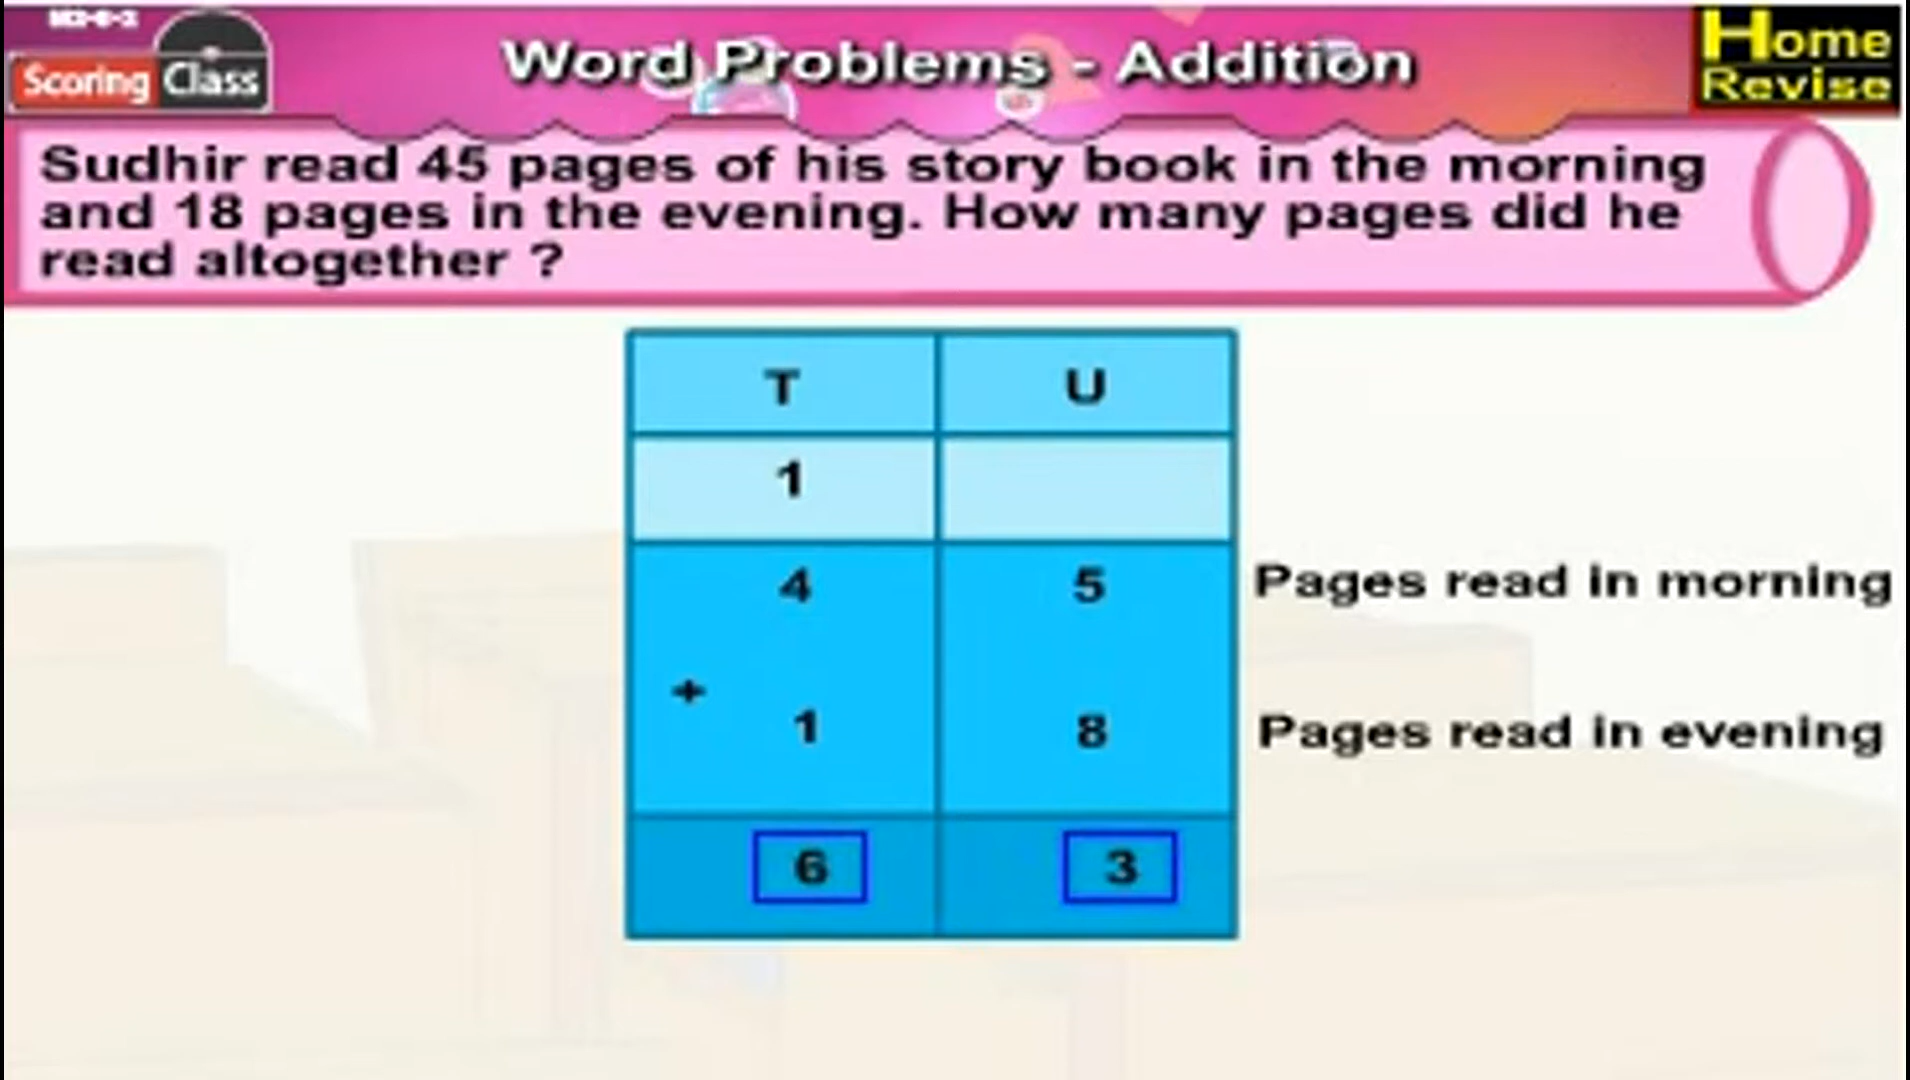 Scoring Class
Word Problems - Addition
Home
Revise
Sudhir read 45 pages of his story book in the morning
and 18 pages in the evening. How many pages did he
read altogether ?
T U
1
4 5 Pages read in morning
+
1 8 Pages read in evening
6 3